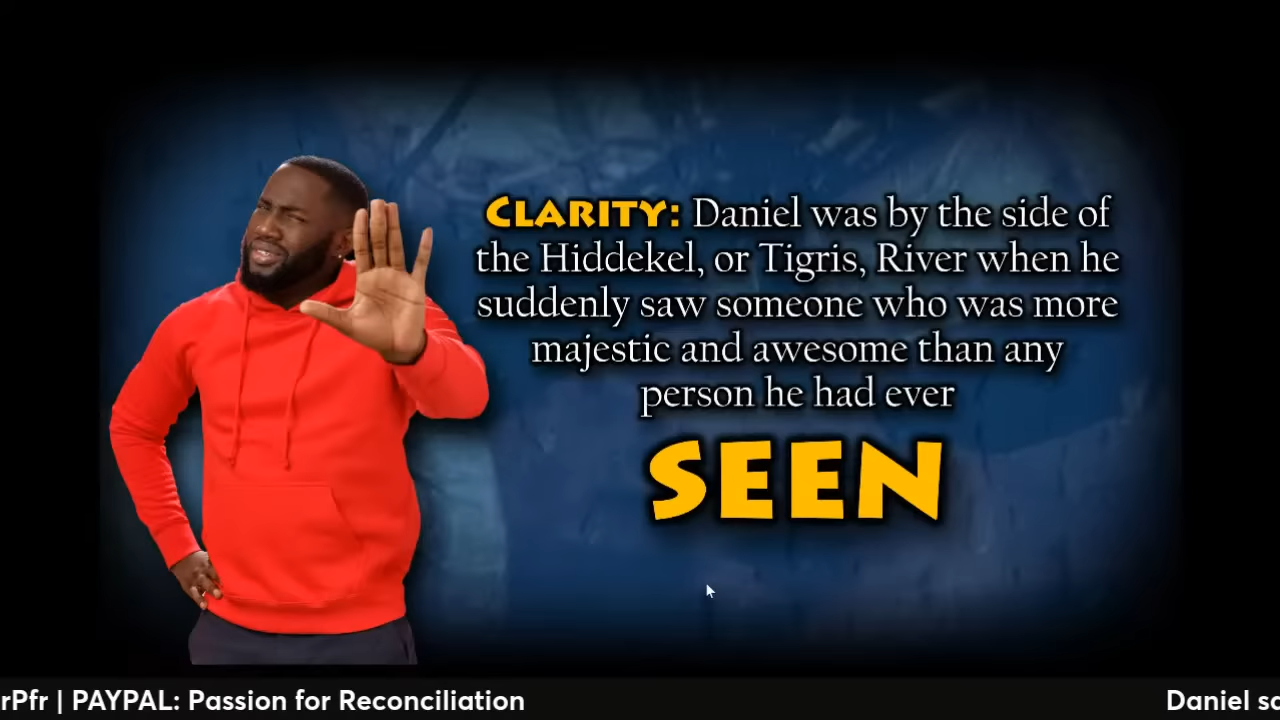 CLARITY: Daniel was by the side of
the Hiddekel, or Tigris, River when he
suddenly saw someone who was more
majestic and awesome than any
person he had ever
SEEN
rPfr | PAYPAL: Passion for Reconciliation
Daniel